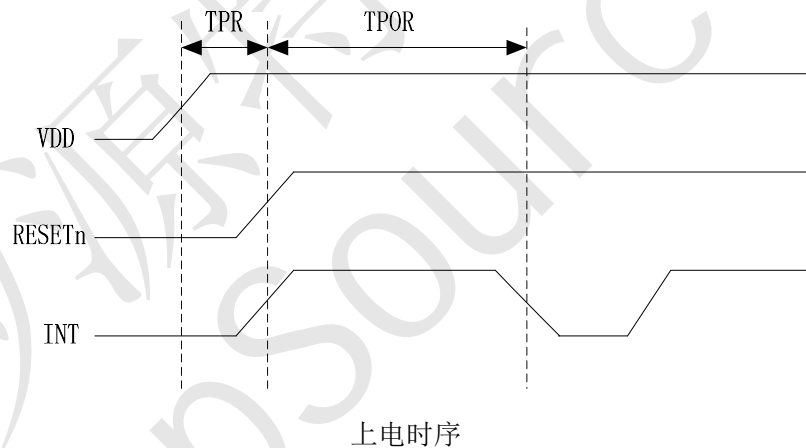 TPR
TPOR
VDD
RESETn
INT
上电时序